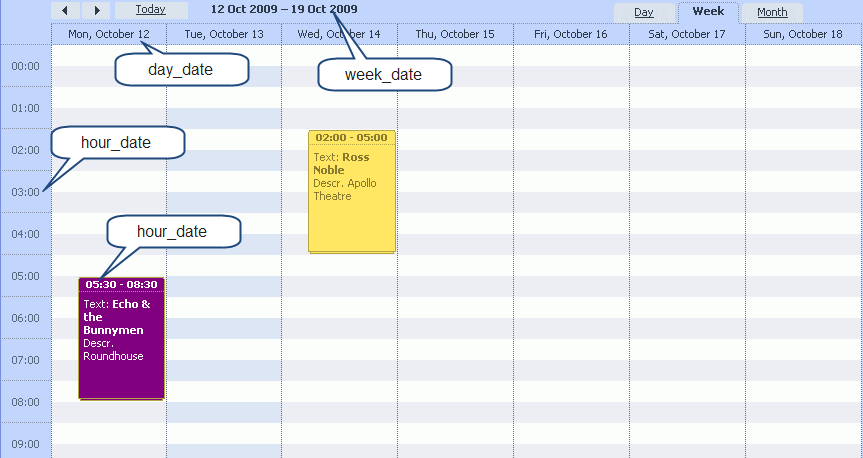 Today
12 Oct 2009 – 19 Oct 2009
Day
Week
Month
Mon, October 12
Tue, October 13
Wed, October 14
Thu, October 15
Fri, October 16
Sat, October 17
Sun, October 18
day_date
week_date
hour_date
hour_date
00:00
01:00
02:00
03:00
04:00
05:00
06:00
07:00
08:00
09:00
02:00 - 05:00
Text: Ross
Noble
Descr. Apollo
Theatre
05:30 - 08:30
Text: Echo &
the
Bunnymen
Descr.
Roundhouse